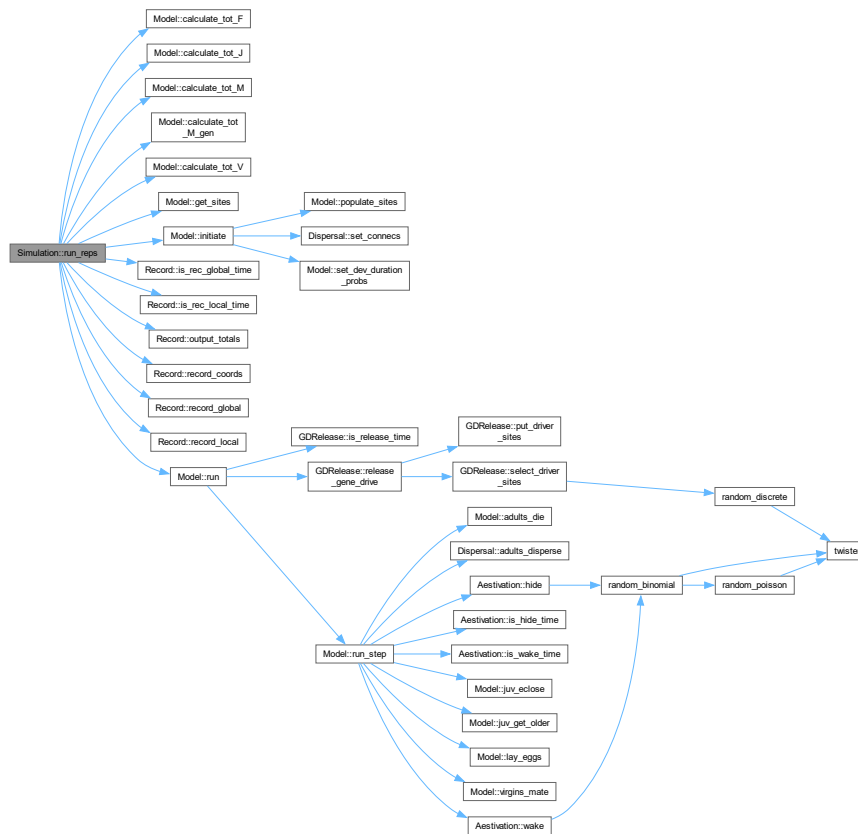 Simulation::run_reps
Model::calculate_tot_F
Model::calculate_tot_J
Model::calculate_tot_M
Model::calculate_tot
_M_gen
Model::calculate_tot_V
Model::get_sites
Model::initiate
Model::populate_sites
Dispersal::set_connecs
Model::set_dev_duration
_probs
Record::is_rec_global_time
Record::is_rec_local_time
Record::output_totals
Record::record_coords
Record::record_global
Record::record_local
Model::run
GDRelease::is_release_time
GDRelease::release
_gene_drive
GDRelease::put_driver
_sites
GDRelease::select_driver
_sites
random_discrete
twister
Model::run_step
Model::adults_die
Dispersal::adults_disperse
Aestivation::hide
random_binomial
random_poisson
Aestivation::is_hide_time
Aestivation::is_wake_time
Model::juv_eclose
Model::juv_get_older
Model::lay_eggs
Model::virgins_mate
Aestivation::wake